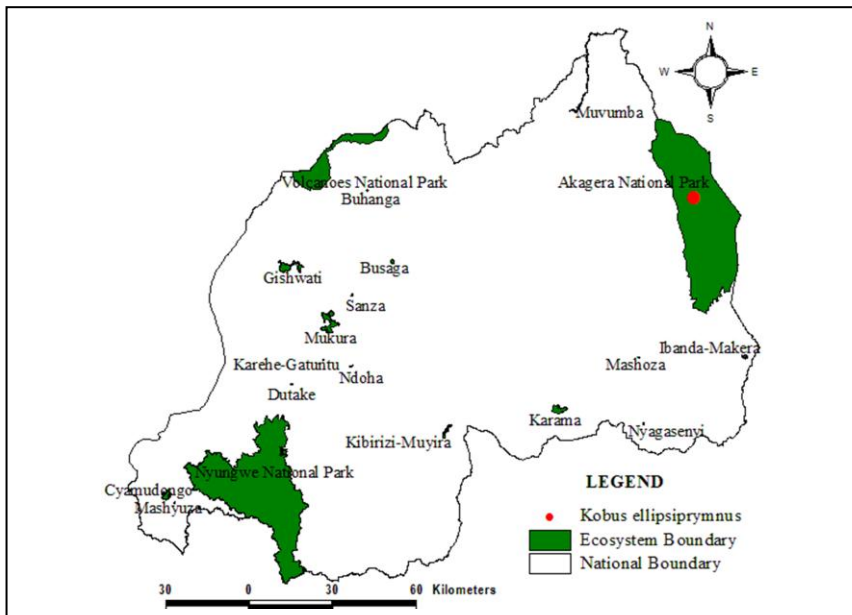 N
W E
S
Muvumba
Volcanoes National Park
Akagera National Park
Buhanga
Gishwati
Busaga
Sanza
Mukura
Ibanda-Makera
Karehe-Gaturitu
Mashoza
Ndoha
Dutake
Karama
Nyagasenyi
Kibirizi-Muyira
Nyungwe National Park
Cyamudongo
Mashyuza
LEGEND
Kobus ellipsiprymnus
Ecosystem Boundary
National Boundary
30 0 30 60 Kilometers